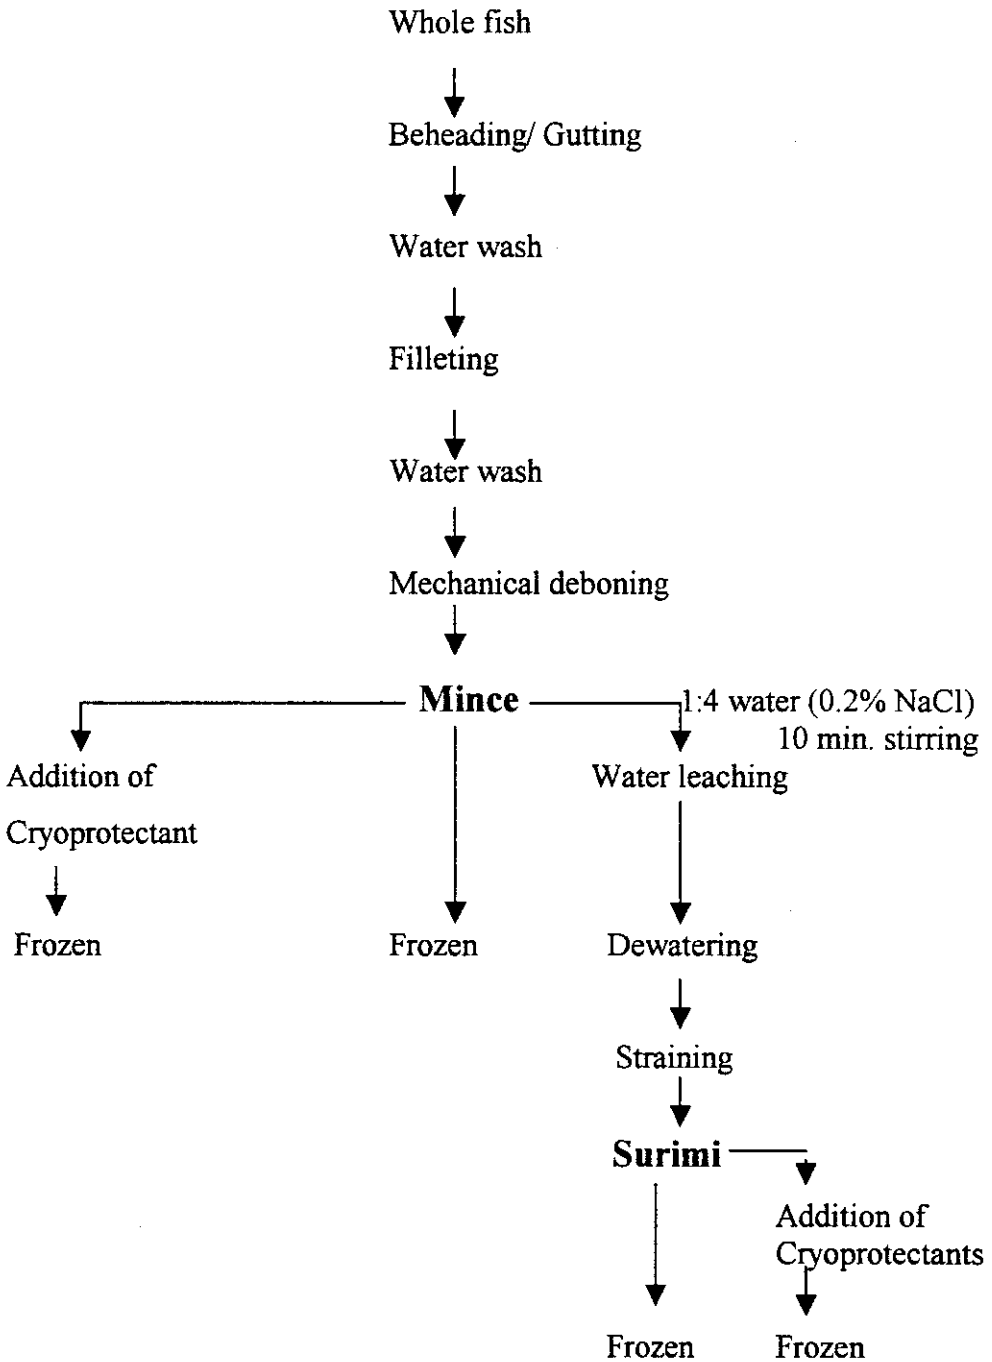 Whole fish
Beheading/ Gutting
Water wash
Filleting
Water wash
Mechanical deboning
Mince
1:4 water (0.2% NaCl)
10 min. stirring
Addition of
Cryoprotectant
Water leaching
Frozen
Frozen
Dewatering
Straining
Surimi
Addition of
Cryoprotectants
Frozen
Frozen